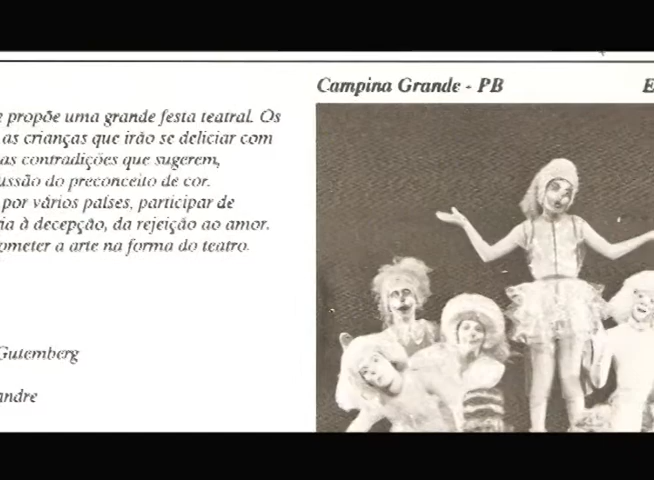 Campina Grande - PB E
e propõe uma grande festa teatral. Os
as crianças que irão se deliciar com
as contradições que sugerem,
ussão do preconceito de cor.
por vários países, participar de
ia à decepção, da rejeição ao amor.
ometer a arte na forma do teatro.
Gutemberg
andre